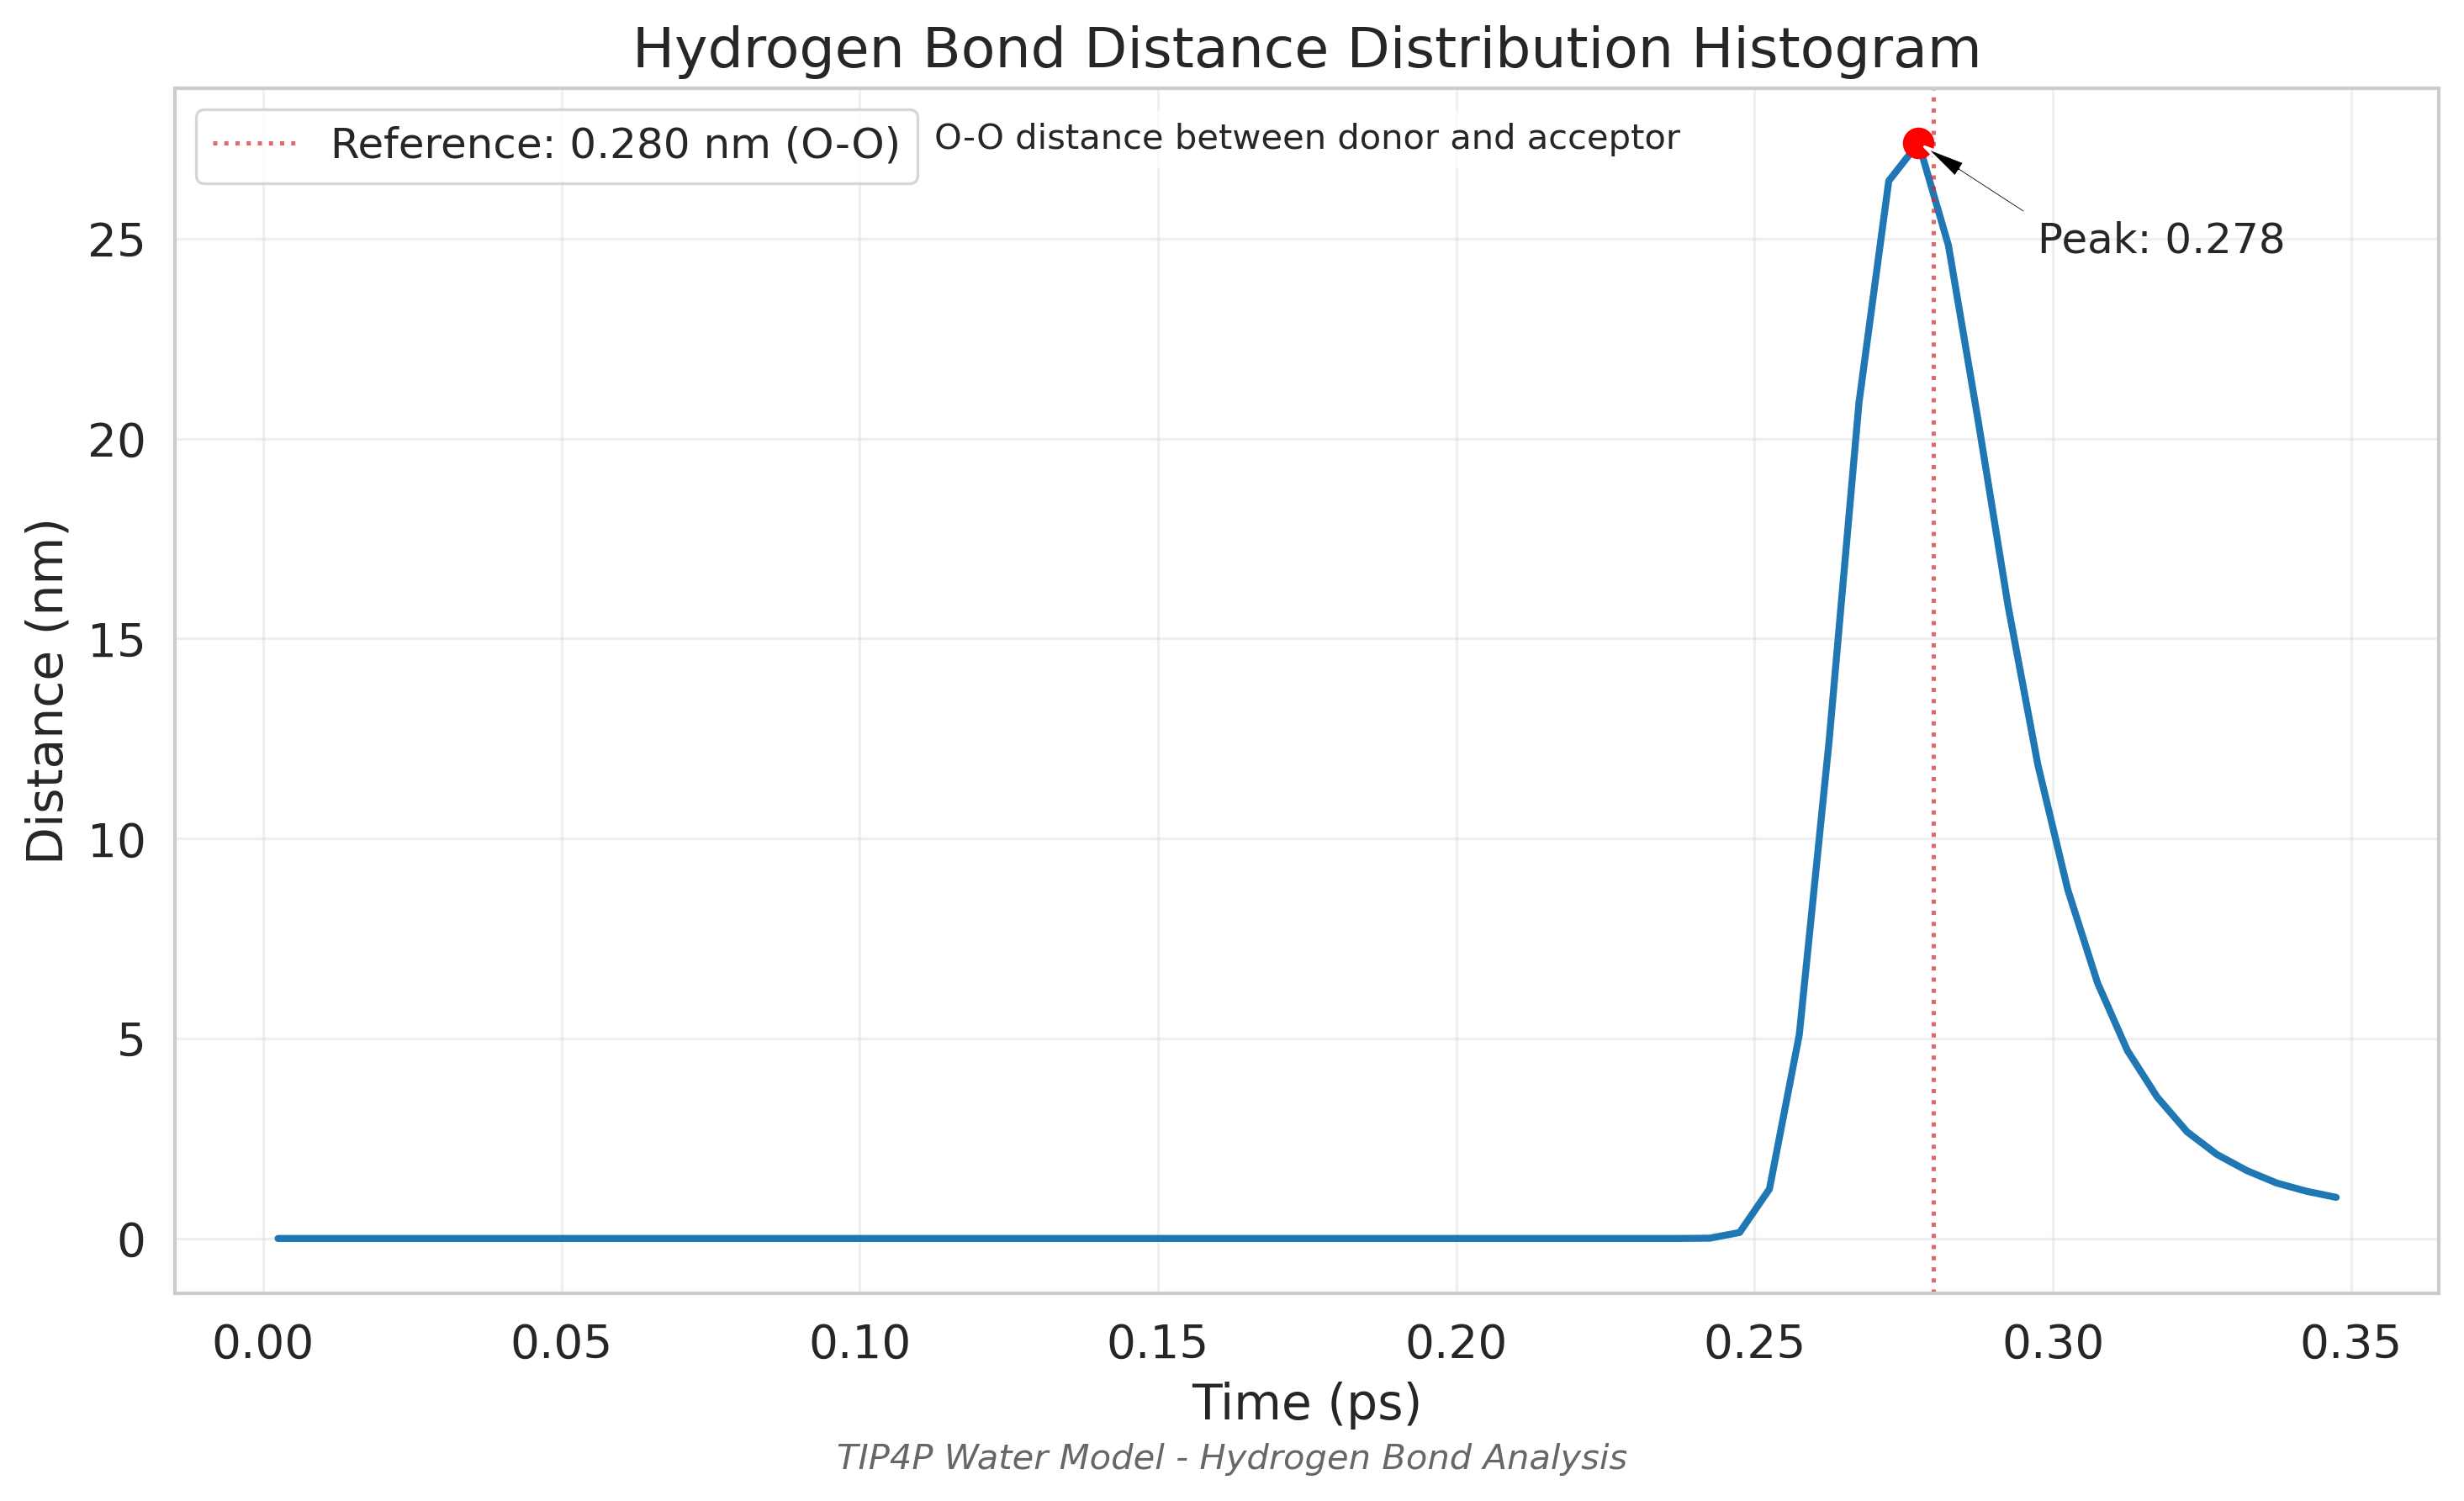 Hydrogen Bond Distance Distribution Histogram
Reference: 0.280 nm (O-O)
O-O distance between donor and acceptor
Peak: 0.278
Distance (nm)
25
20
15
10
5
0
0.00 0.05 0.10 0.15 0.20 0.25 0.30 0.35
Time (ps)
TIP4P Water Model - Hydrogen Bond Analysis